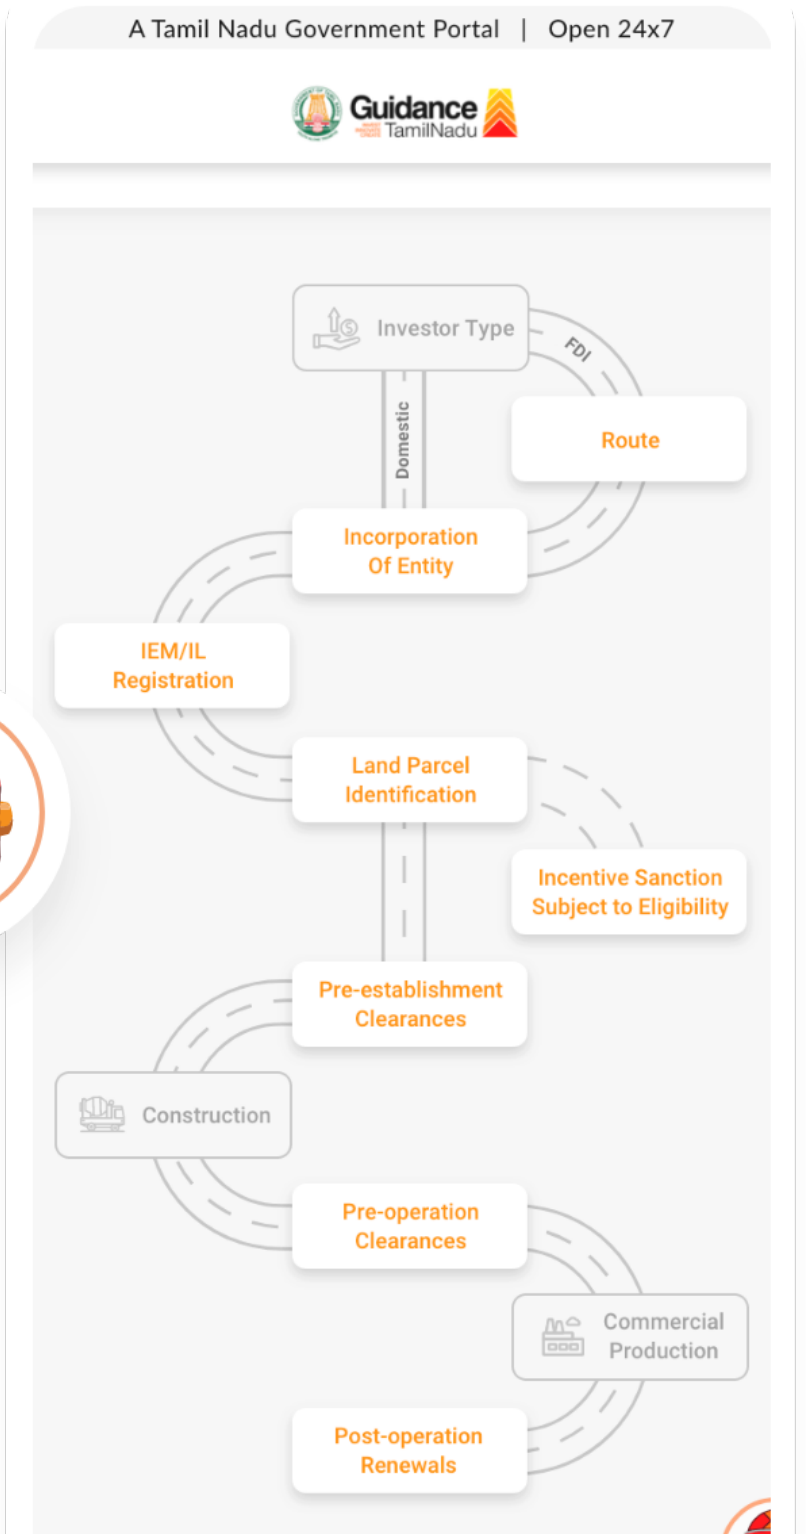 A Tamil Nadu Government Portal | Open 24x7
Guidance
TamilNadu
Investor Type
FDI
Domestic
Route
Incorporation
Of Entity
IEM/IL
Registration
Land Parcel
Identification
Incentive Sanction
Subject to Eligibility
Pre-establishment
Clearances
Construction
Pre-operation
Clearances
Commercial
Production
Post-operation
Renewals